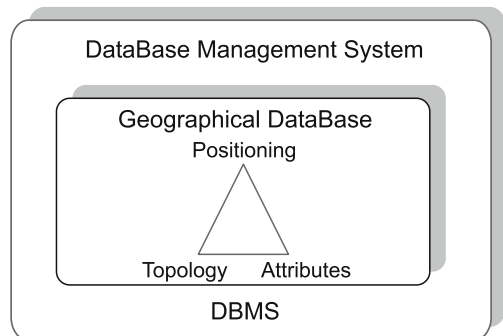 DataBase Management System
Geographical DataBase
Positioning
Topology Attributes
DBMS